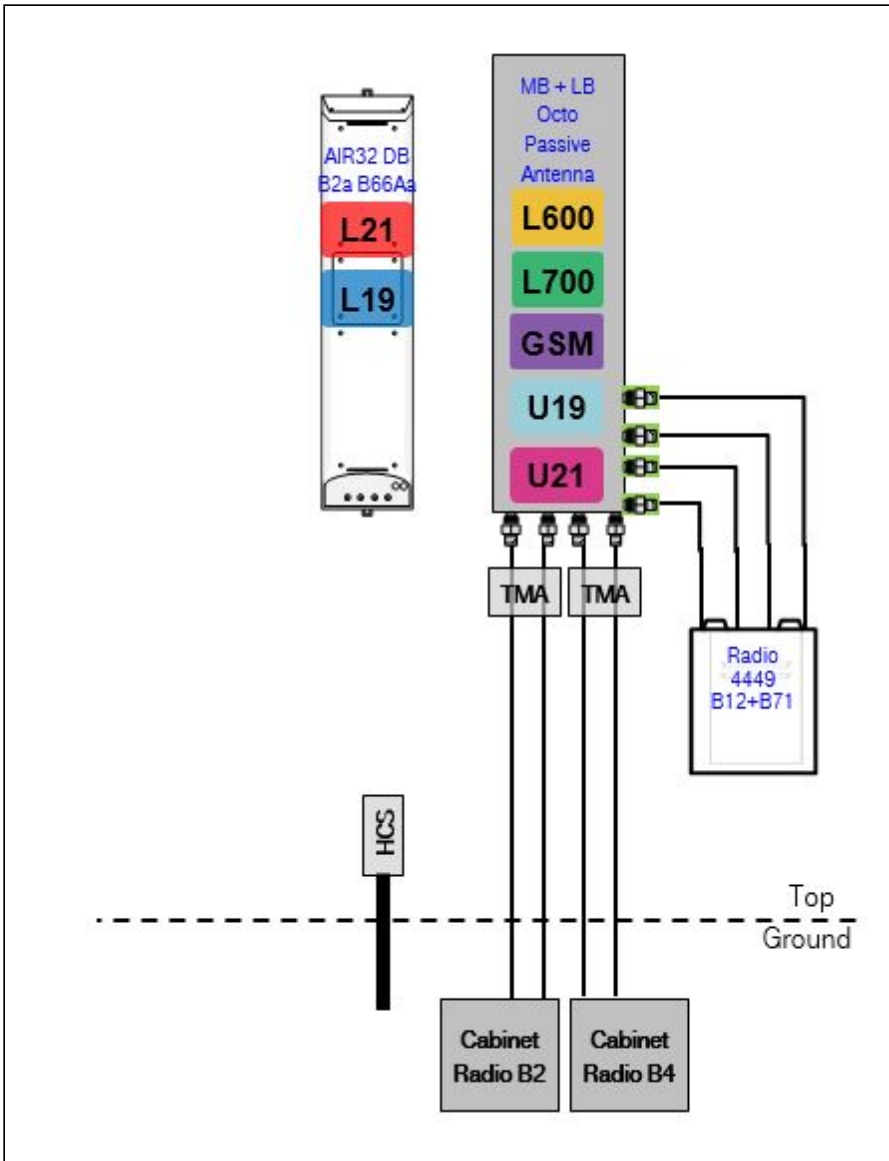 AIR32 DB
B2a B66Aa
L21
L19
MB + LB
Octo
Passive
Antenna
L600
L700
GSM
U19
U21
TMA
TMA
Radio
4449
B12+B71
HCS
Top
Ground
Cabinet
Radio B2
Cabinet
Radio B4